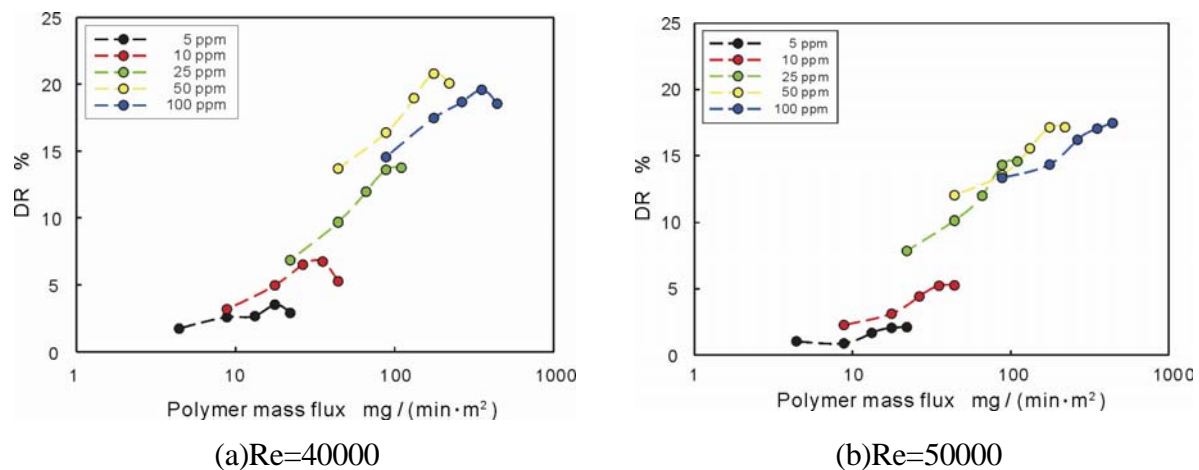 25
20
15
10
5
0
DR %
5 ppm
10 ppm
25 ppm
50 ppm
100 ppm
1 10 100 1000
Polymer mass flux mg/(min·m²)
(a)Re=40000
25
20
15
10
5
0
DR %
5 ppm
10 ppm
25 ppm
50 ppm
100 ppm
1 10 100 1000
Polymer mass flux mg/(min·m²)
(b)Re=50000